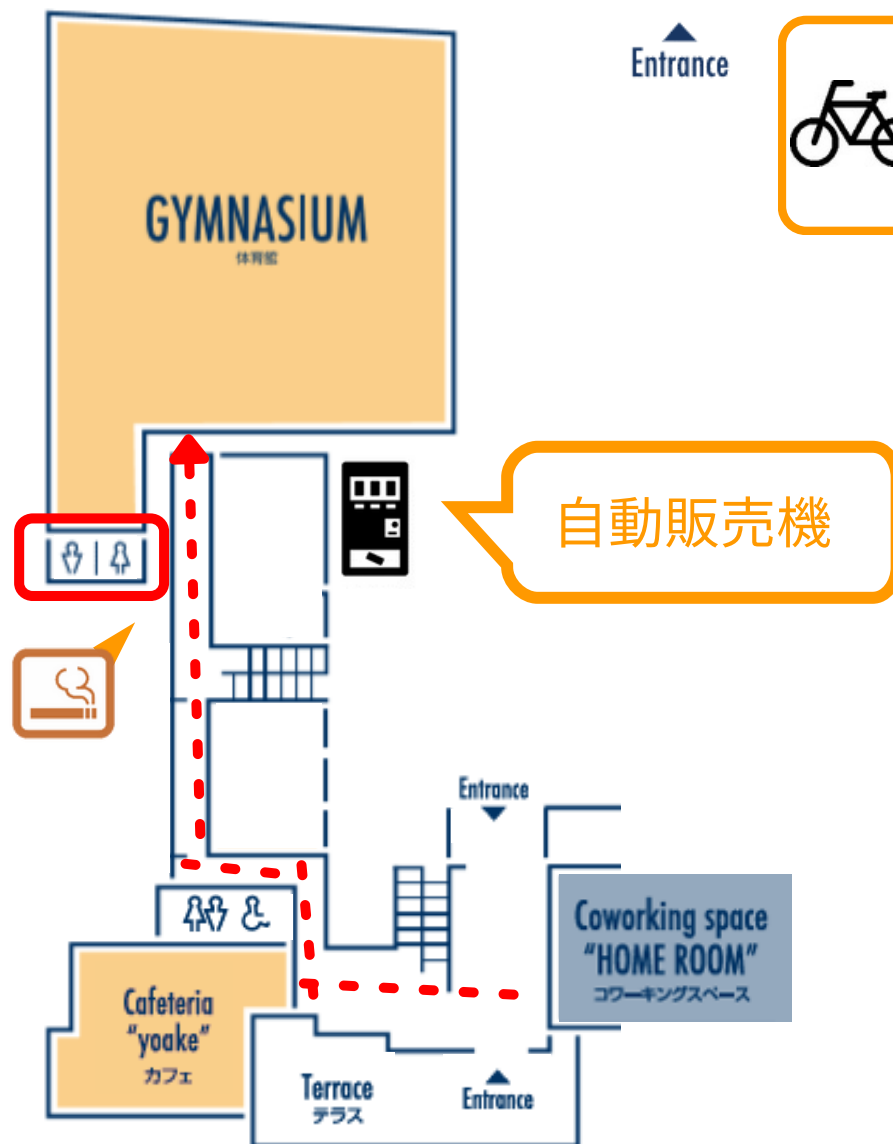 Entrance
GYMNASIUM
体育館
自動販売機
Entrance
Coworking space
“HOME ROOM”
コワーキングスペース
Cafeteria
“yoake”
カフェ
Terrace
テラス
Entrance